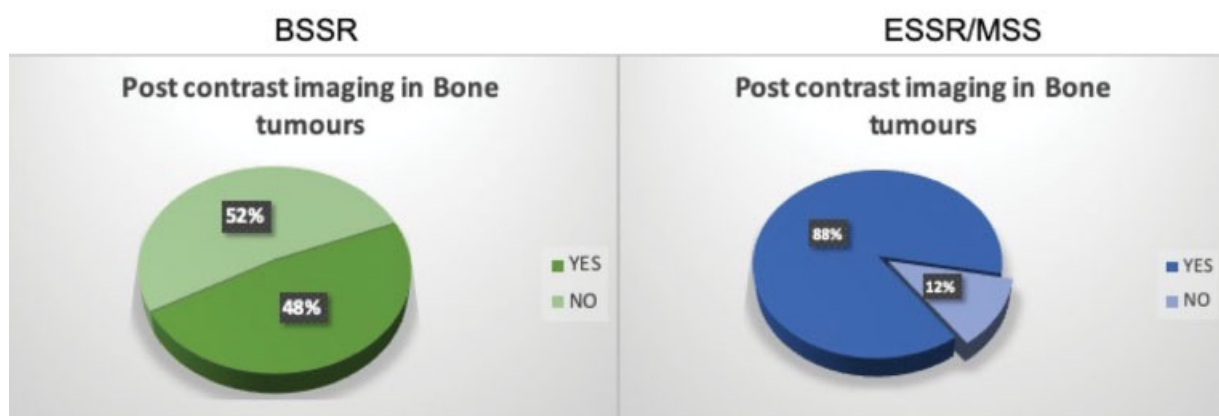 BSSR
Post contrast imaging in Bone
tumours
52%
48%
YES
NO
ESSR/MSS
Post contrast imaging in Bone
tumours
88%
12%
YES
NO